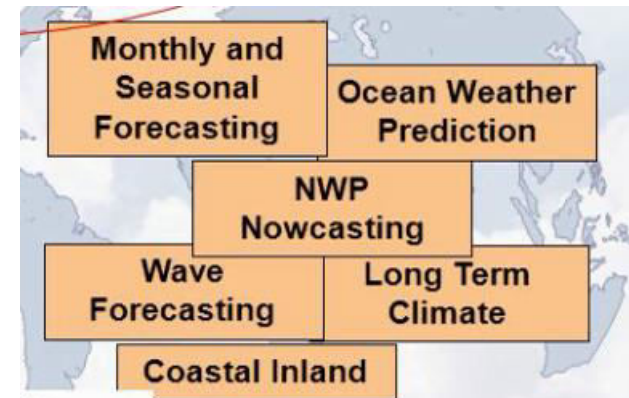 Monthly and
Seasonal
Forecasting
Ocean Weather
Prediction
NWP
Nowcasting
Wave
Forecasting
Long Term
Climate
Coastal Inland